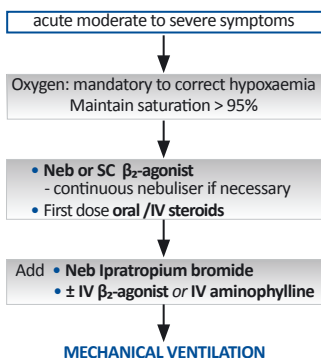 acute moderate to severe symptoms
Oxygen: mandatory to correct hypoxaemia
Maintain saturation > 95%
• Neb or SC β₂-agonist
- continuous nebuliser if necessary
• First dose oral /IV steroids
Add • Neb Ipratropium bromide
• ± IV β₂-agonist or IV aminophylline
MECHANICAL VENTILATION